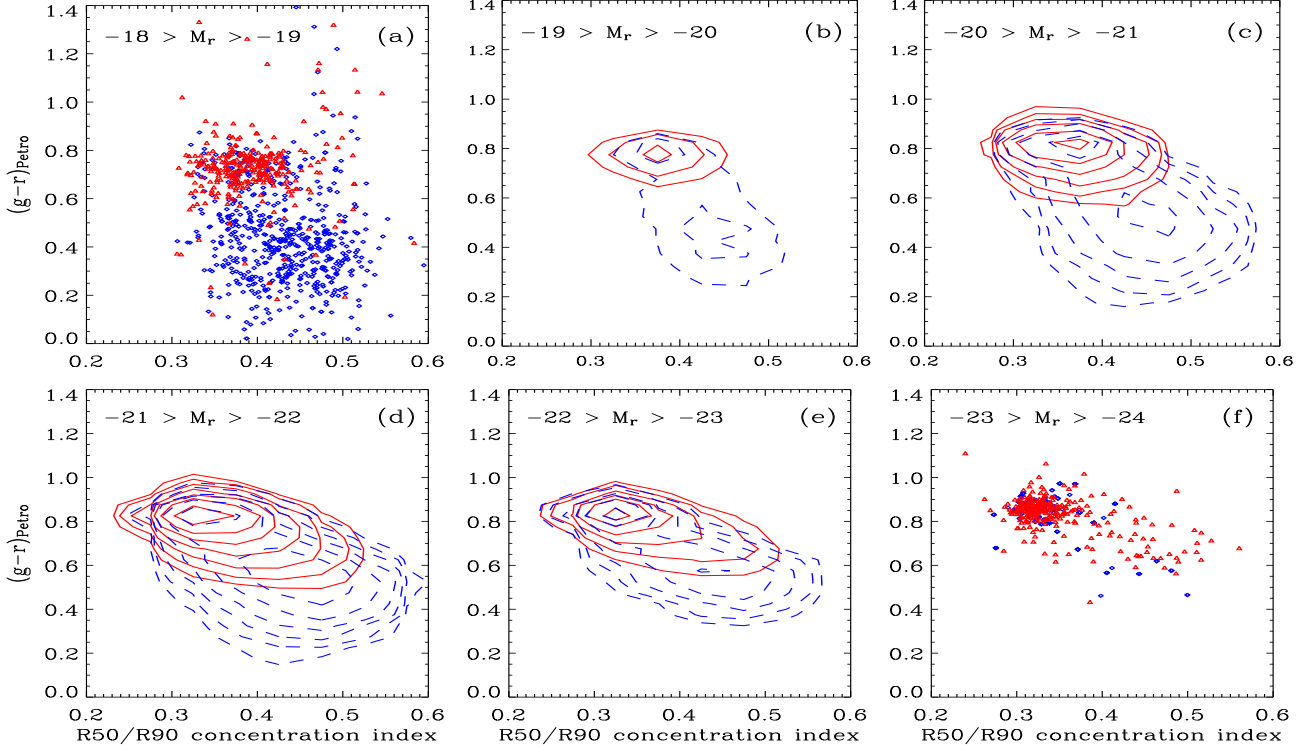 −18 > Mr > −19 (a)
−19 > Mr > −20 (b)
−20 > Mr > −21 (c)
1.4 1.4 1.4
1.2 1.2 1.2
1.0 1.0 1.0
0.8 0.8 0.8
0.6 0.6 0.6
0.4 0.4 0.4
0.2 0.2 0.2
0.0 0.0 0.0
(g−r)Petro
0.2 0.3 0.4 0.5 0.6
0.2 0.3 0.4 0.5 0.6
0.2 0.3 0.4 0.5 0.6
−21 > Mr > −22 (d)
−22 > Mr > −23 (e)
−23 > Mr > −24 (f)
1.4 1.4 1.4
1.2 1.2 1.2
1.0 1.0 1.0
0.8 0.8 0.8
0.6 0.6 0.6
0.4 0.4 0.4
0.2 0.2 0.2
0.0 0.0 0.0
(g−r)Petro
0.2 0.3 0.4 0.5 0.6
0.2 0.3 0.4 0.5 0.6
0.2 0.3 0.4 0.5 0.6
R50/R90 concentration index
R50/R90 concentration index
R50/R90 concentration index